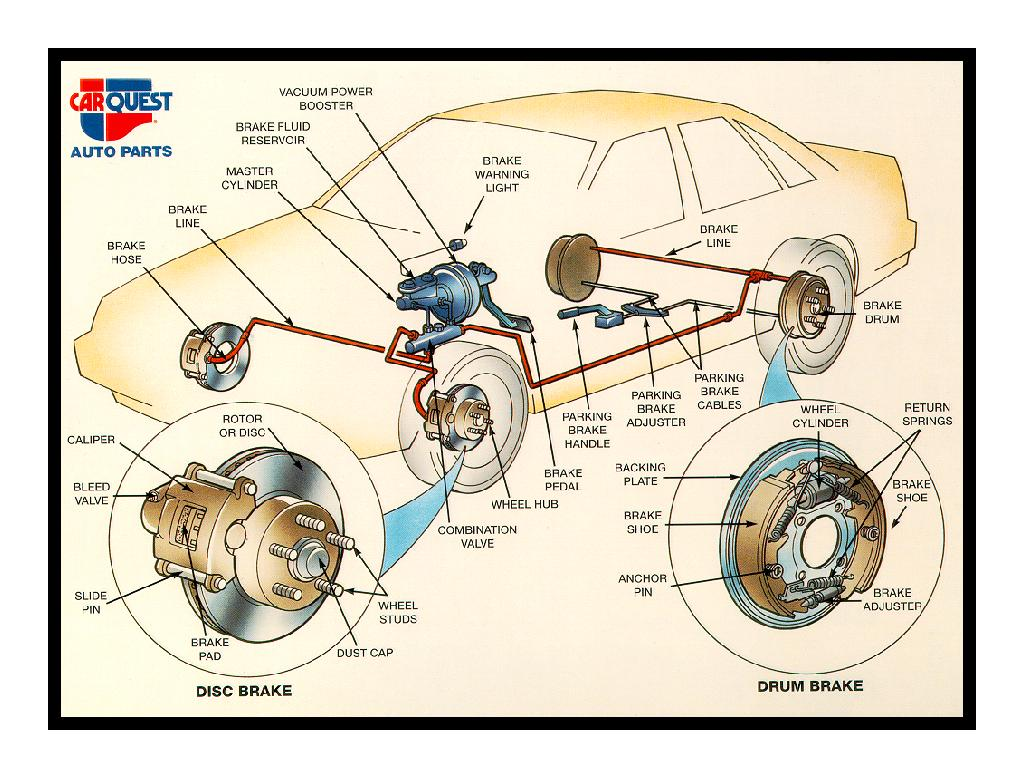 CARQUEST
AUTO PARTS
VACUUM POWER
BOOSTER
BRAKE FLUID
RESERVOIR
MASTER
CYLINDER
BRAKE
WARNING
LIGHT
BRAKE
LINE
BRAKE
HOSE
BRAKE
LINE
BRAKE
DRUM
PARKING
BRAKE
CABLES
PARKING
BRAKE
ADJUSTER
PARKING
BRAKE
HANDLE
BRAKE
PEDAL
WHEEL HUB
COMBINATION
VALVE
ROTOR
OR DISC
CALIPER
BLEED
VALVE
SLIDE
PIN
BRAKE
PAD
DUST CAP
WHEEL
STUDS
DISC BRAKE
WHEEL
CYLINDER
RETURN
SPRINGS
BACKING
PLATE
BRAKE
SHOE
BRAKE
SHOE
ANCHOR
PIN
BRAKE
ADJUSTER
DRUM BRAKE